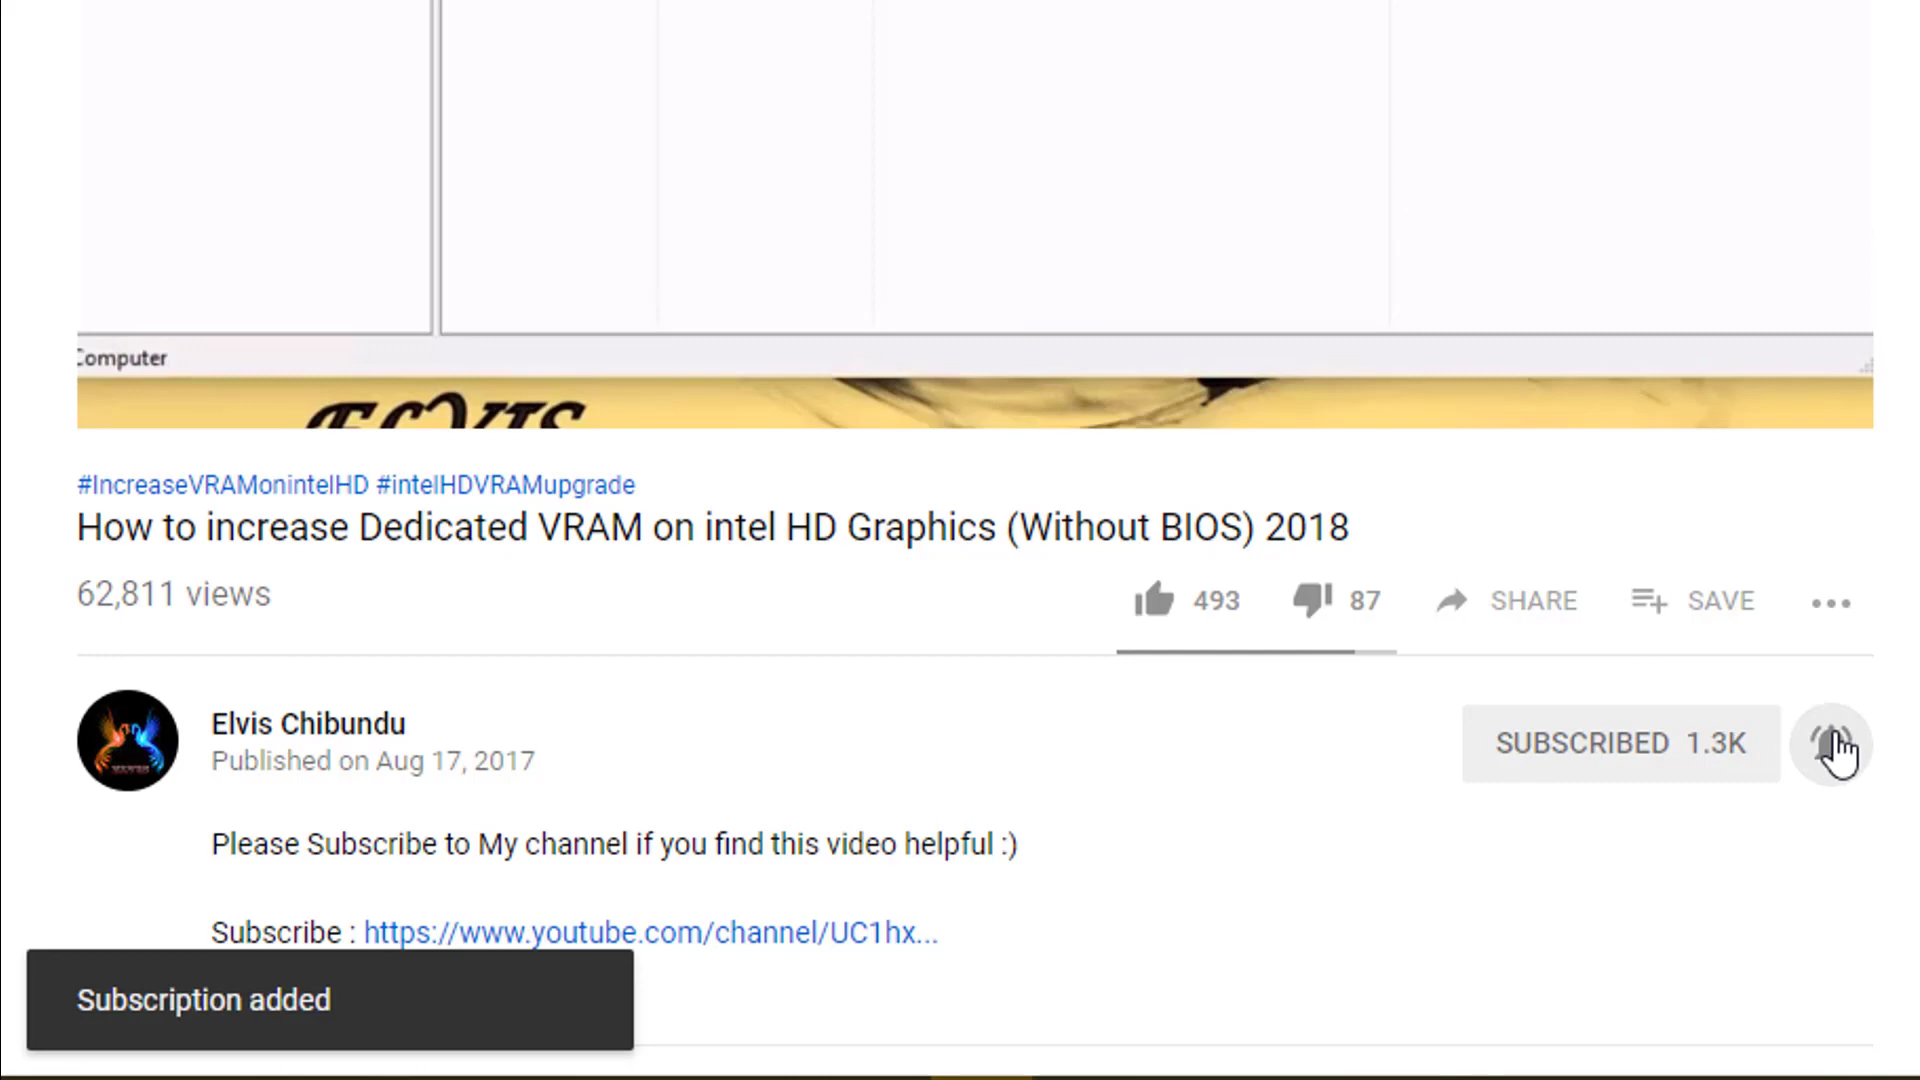 Computer
ELVIS
#IncreaseVRAMonintelHD #intelHDVRAMupgrade
How to increase Dedicated VRAM on intel HD Graphics (Without BIOS) 2018
62,811 views
493 87 SHARE SAVE
Elvis Chibundu
Published on Aug 17, 2017
SUBSCRIBED 1.3K
Please Subscribe to My channel if you find this video helpful :)
Subscribe : https://www.youtube.com/channel/UC1hx...
Subscription added